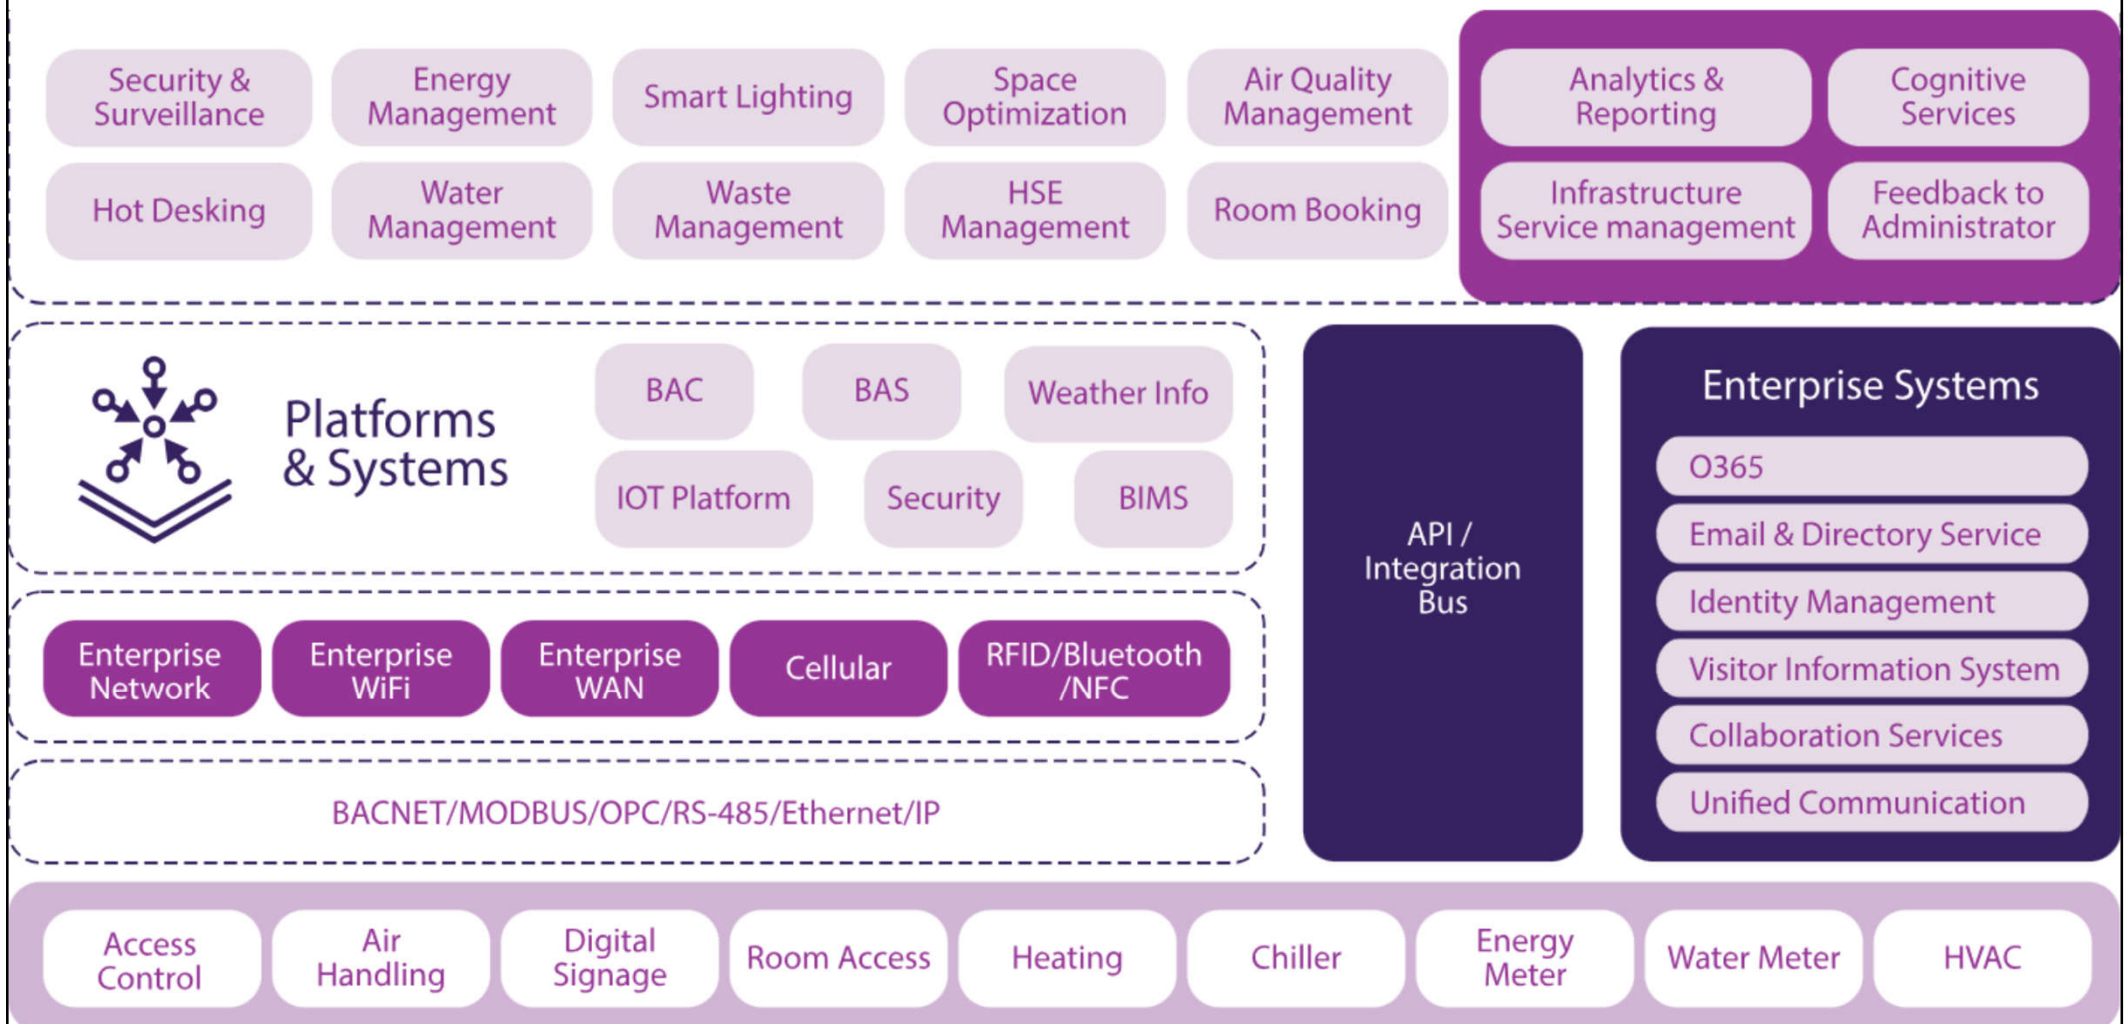 Security &
Surveillance
Energy
Management
Smart Lighting
Space
Optimization
Air Quality
Management
Analytics &
Reporting
Cognitive
Services
Hot Desking
Water
Management
Waste
Management
HSE
Management
Room Booking
Infrastructure
Service management
Feedback to
Administrator
Platforms
& Systems
BAC
BAS
Weather Info
IOT Platform
Security
BIMS
Enterprise
Network
Enterprise
WiFi
Enterprise
WAN
Cellular
RFID/Bluetooth
/NFC
BACNET/MODBUS/OPC/RS-485/Ethernet/IP
API /
Integration
Bus
Enterprise Systems
O365
Email & Directory Service
Identity Management
Visitor Information System
Collaboration Services
Unified Communication
Access
Control
Air
Handling
Digital
Signage
Room Access
Heating
Chiller
Energy
Meter
Water Meter
HVAC